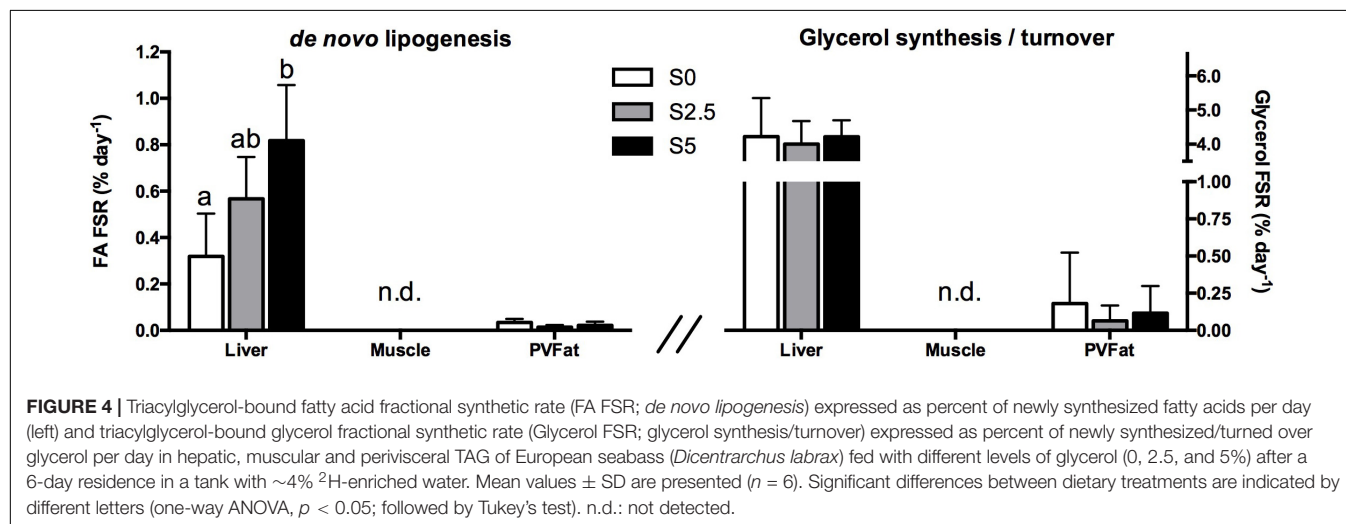 de novo lipogenesis
Glycerol synthesis / turnover
1.2
1.0
0.8
0.6
0.4
0.2
0.0
FA FSR (% day-1)
a
ab
b
n.d.
Liver
Muscle
PVFat
S0
S2.5
S5
n.d.
Liver
Muscle
PVFat
6.0
5.0
4.0
1.00
0.75
0.50
0.25
0.00
Glycerol FSR (% day-1)
FIGURE 4 | Triacylglycerol-bound fatty acid fractional synthetic rate (FA FSR; de novo lipogenesis) expressed as percent of newly synthesized fatty acids per day
(left) and triacylglycerol-bound glycerol fractional synthetic rate (Glycerol FSR; glycerol synthesis/turnover) expressed as percent of newly synthesized/turned over
glycerol per day in hepatic, muscular and perivisceral TAG of European seabass (Dicentrarchus labrax) fed with different levels of glycerol (0, 2.5, and 5%) after a
6-day residence in a tank with ∼4% ²H-enriched water. Mean values ± SD are presented (n = 6). Significant differences between dietary treatments are indicated by
different letters (one-way ANOVA, p < 0.05; followed by Tukey's test). n.d.: not detected.